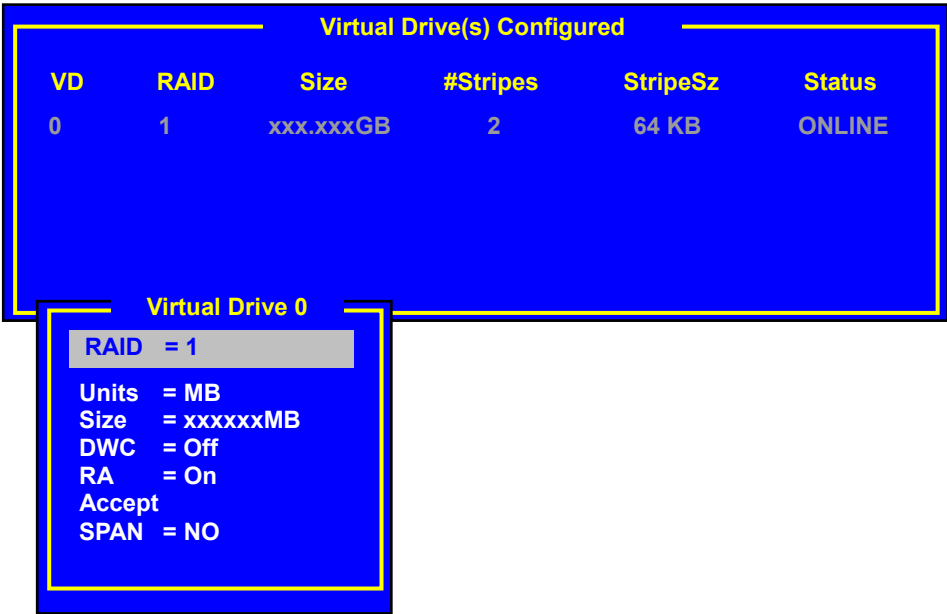 Virtual Drive(s) Configured
VD RAID Size #Stripes StripeSz Status
0 1 xxx.xxxGB 2 64 KB ONLINE
Virtual Drive 0
RAID = 1
Units = MB
Size = xxxxxxMB
DWC = Off
RA = On
Accept
SPAN = NO